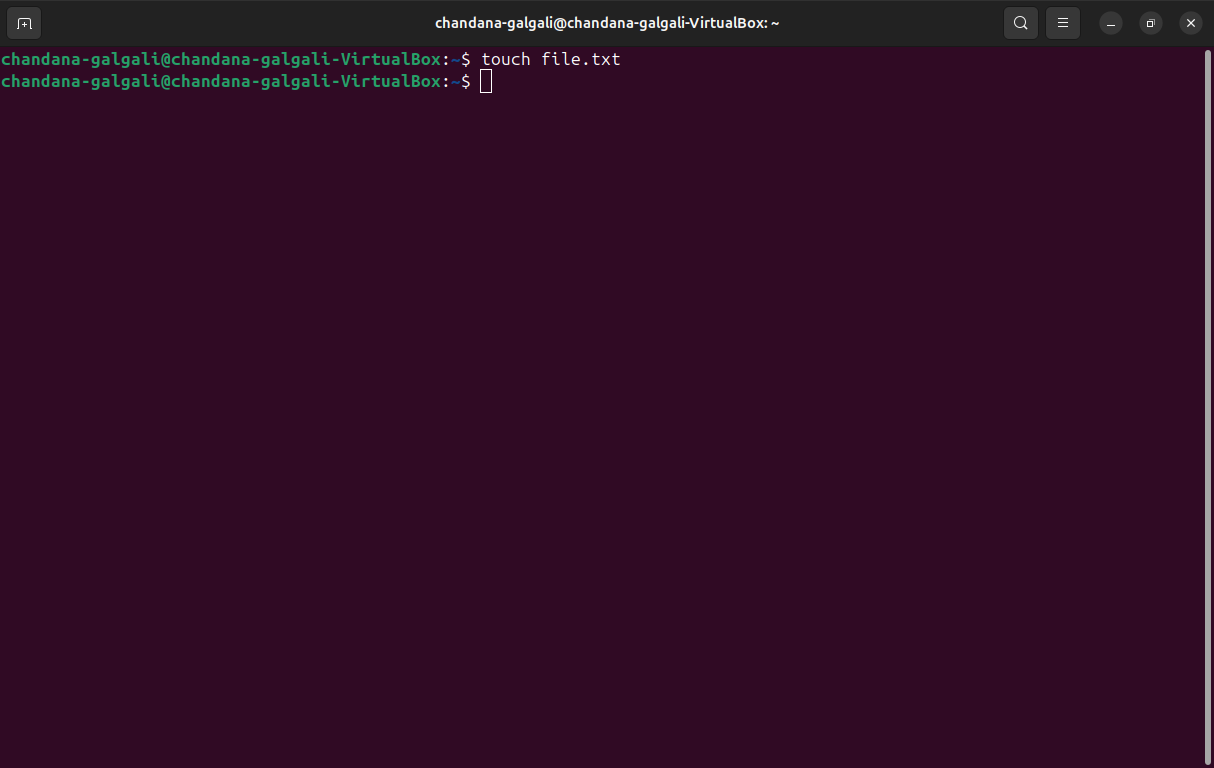 chandana-galgali@chandana-galgali-VirtualBox: ~
chandana-galgali@chandana-galgali-VirtualBox:~$ touch file.txt
chandana-galgali@chandana-galgali-VirtualBox:~$